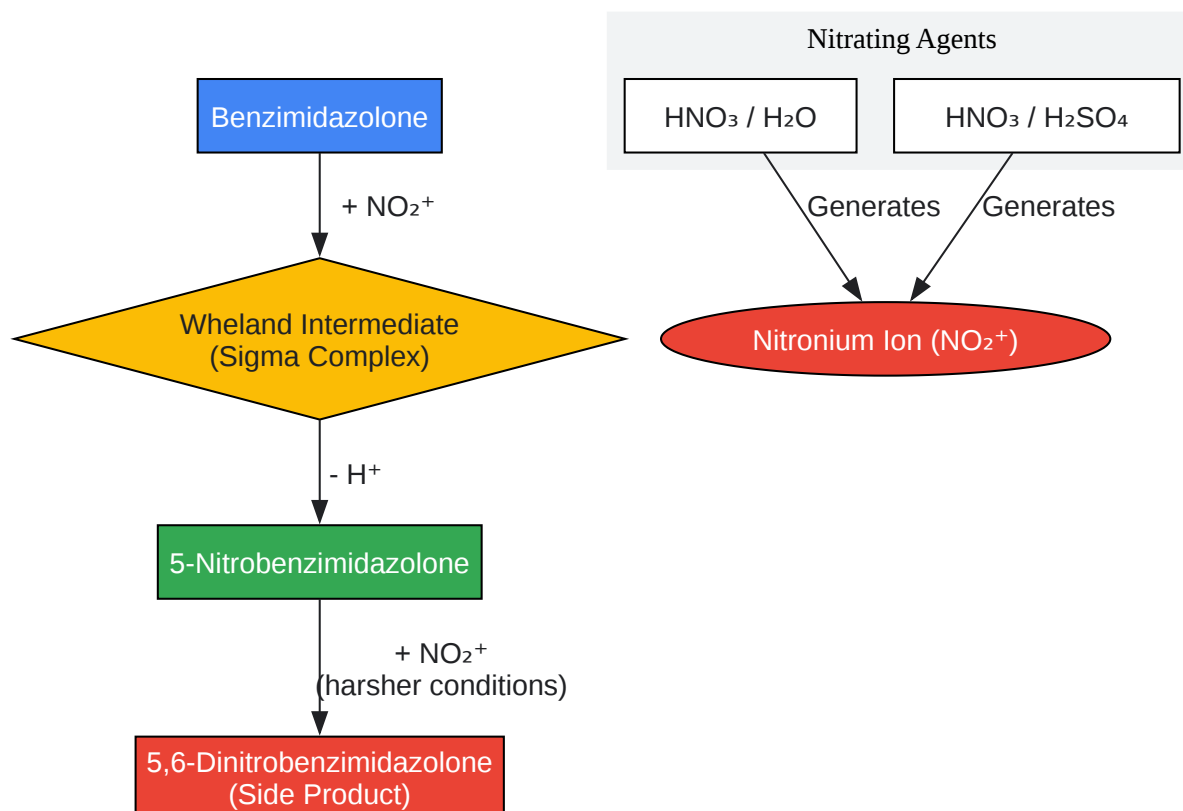 Nitrating Agents
Benzimidazolone
HNO₃ / H₂O
HNO₃ / H₂SO₄
+ NO₂⁺
Generates
Generates
Wheland Intermediate
(Sigma Complex)
Nitronium Ion (NO₂⁺)
- H⁺
5-Nitrobenzimidazolone
+ NO₂⁺
(harsher conditions)
5,6-Dinitrobenzimidazolone
(Side Product)